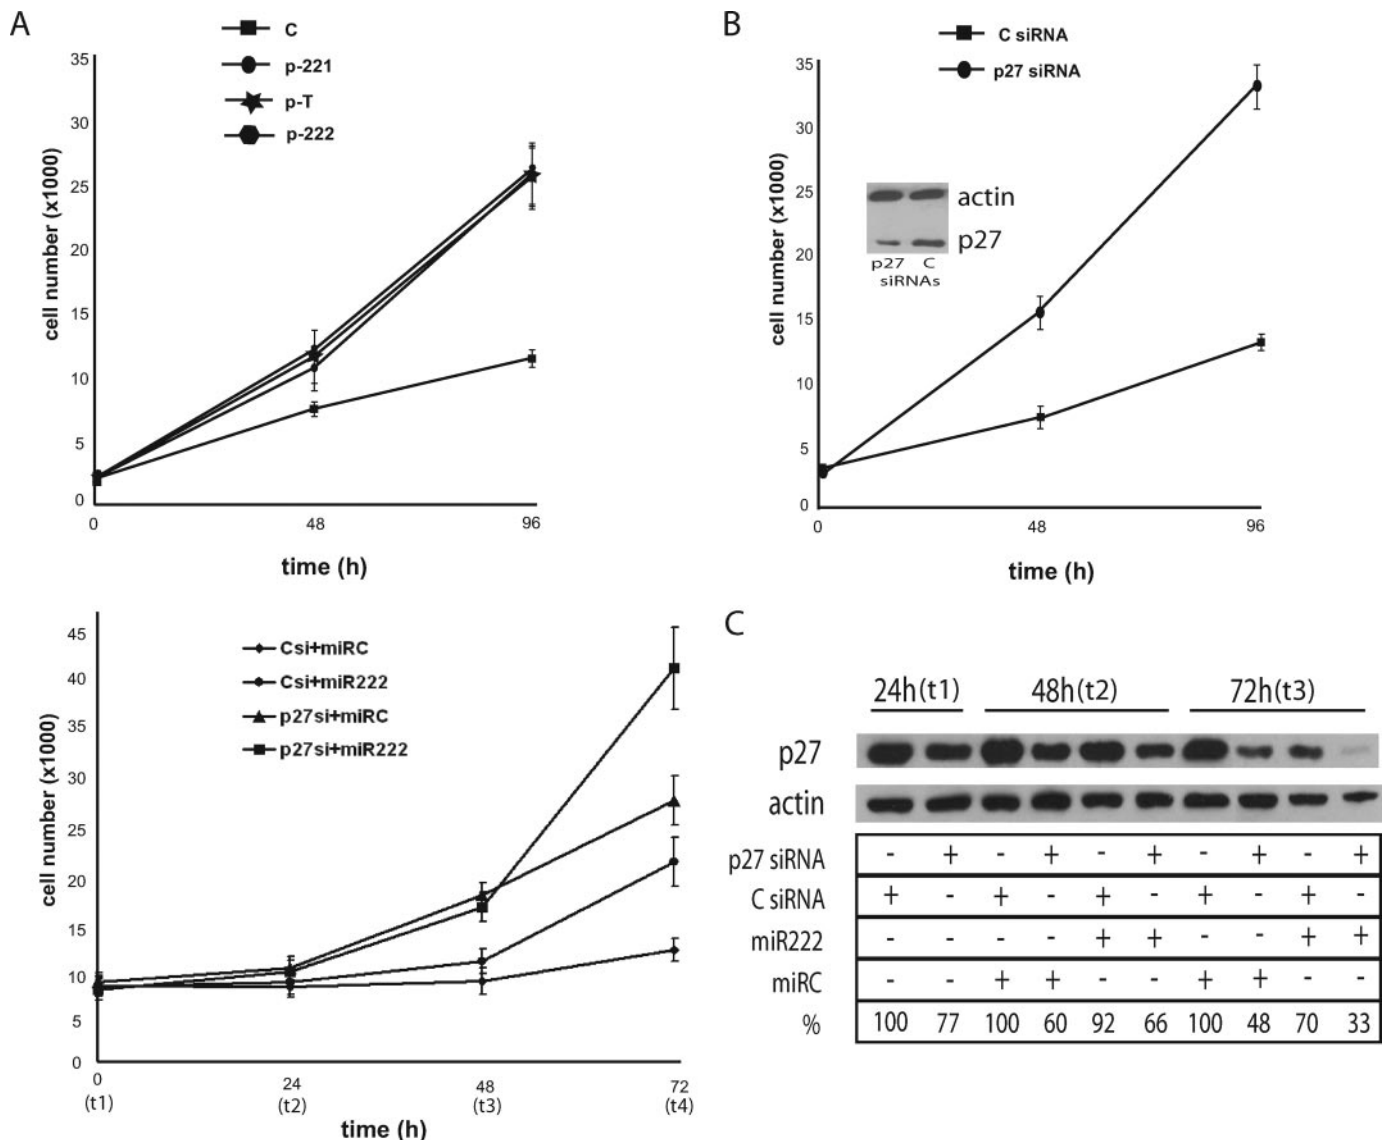 A
C
p-221
p-T
p-222
35
30
25
20
15
10
5
0
cell number (x1000)
0 48 96
time (h)
B
C siRNA
p27 siRNA
35
30
25
20
15
10
5
0
cell number (x1000)
actin
p27
p27 C
siRNAs
0 48 96
time (h)
45
40
35
30
25
20
15
10
5
0
cell number (x1000)
Csi+miRC
Csi+miR222
p27si+miRC
p27si+miR222
0 24 48 72
(t1) (t2) (t3) (t4)
time (h)
C
24h(t1) 48h(t2) 72h(t3)
p27
actin
p27 siRNA - + - + - + - + - +
C siRNA + - + - + - + - + -
miR222 - - - - + + - - + +
miRC - - + + - - + + - -
% 100 77 100 60 92 66 100 48 70 33